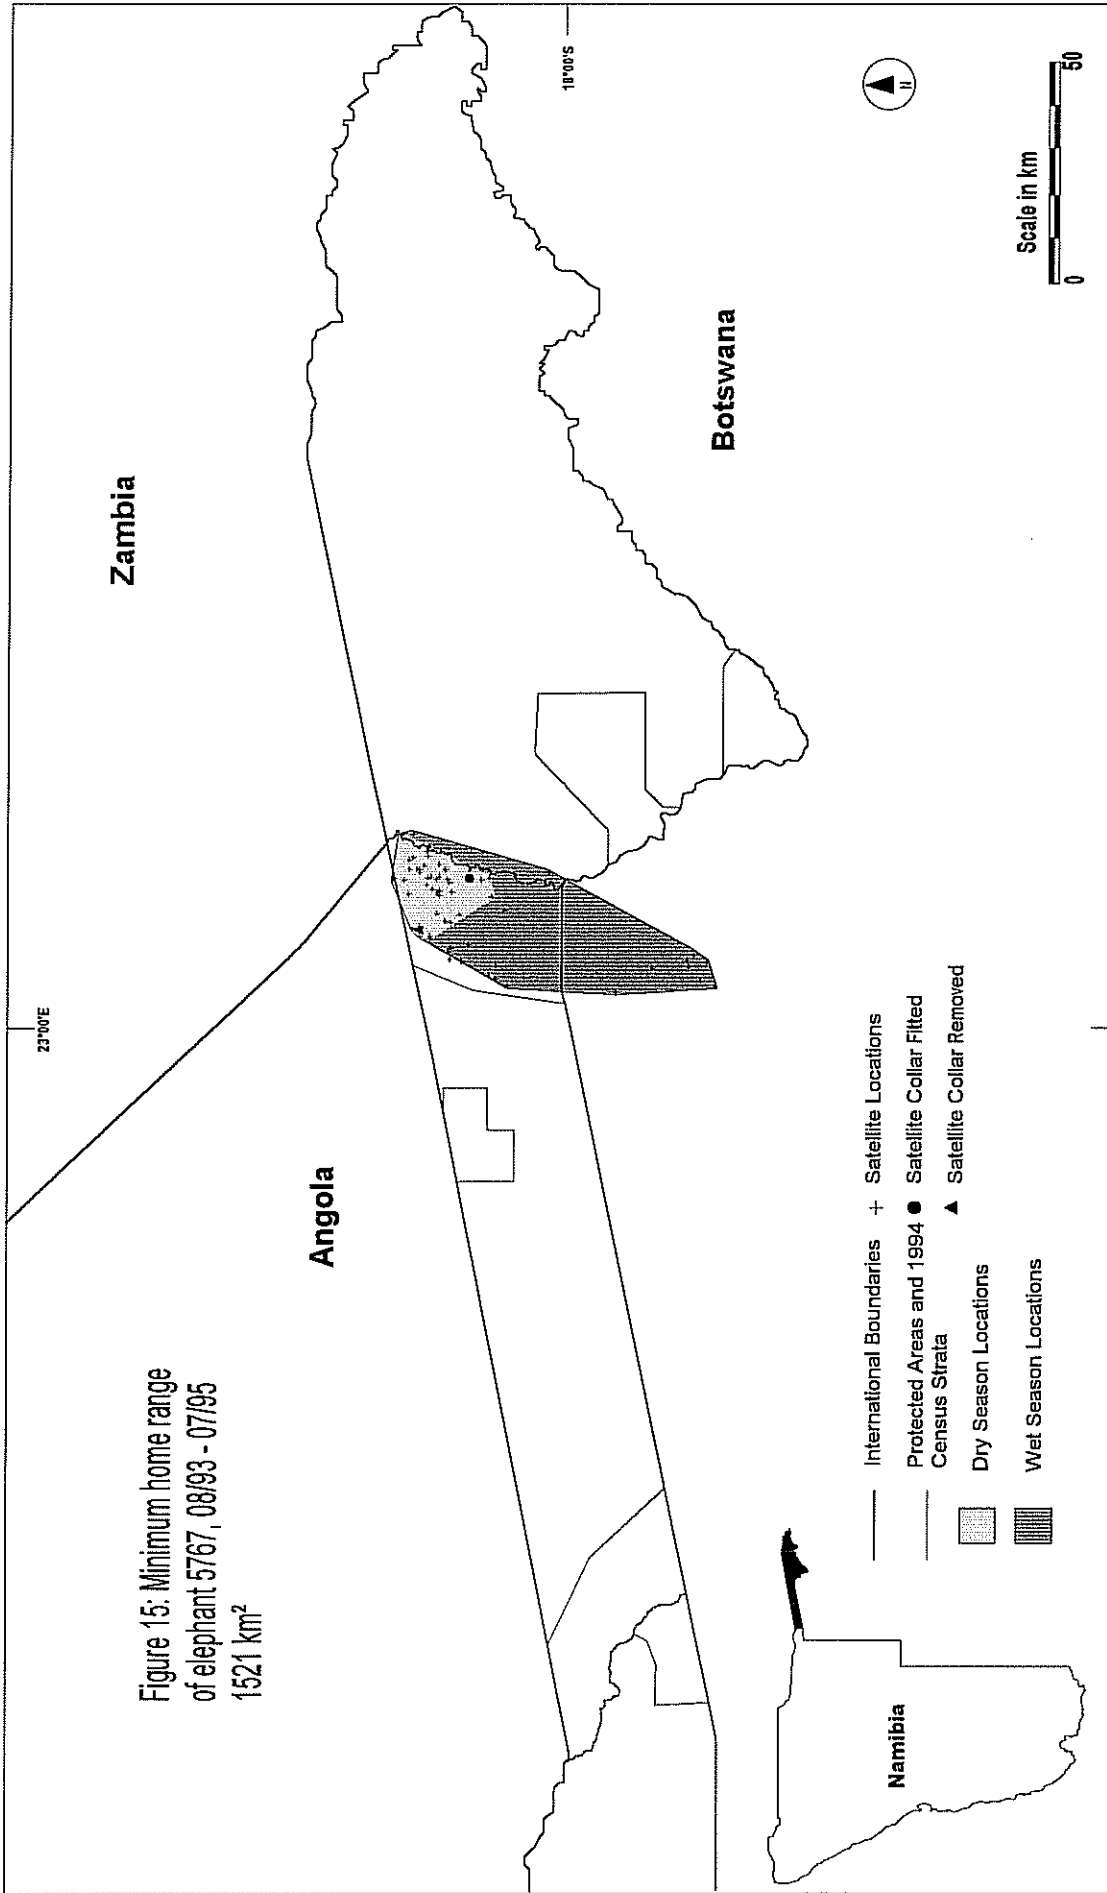 Figure 15: Minimum home range
of elephant 5767, 08/93 - 07/95
1521 km²
23°00'E
18°00'S
Zambia
Angola
Botswana
Namibia
International Boundaries
Protected Areas and 1994
Census Strata
Dry Season Locations
Wet Season Locations
Satellite Locations
Satellite Collar Fitted
Satellite Collar Removed
N
Scale in km
0
50